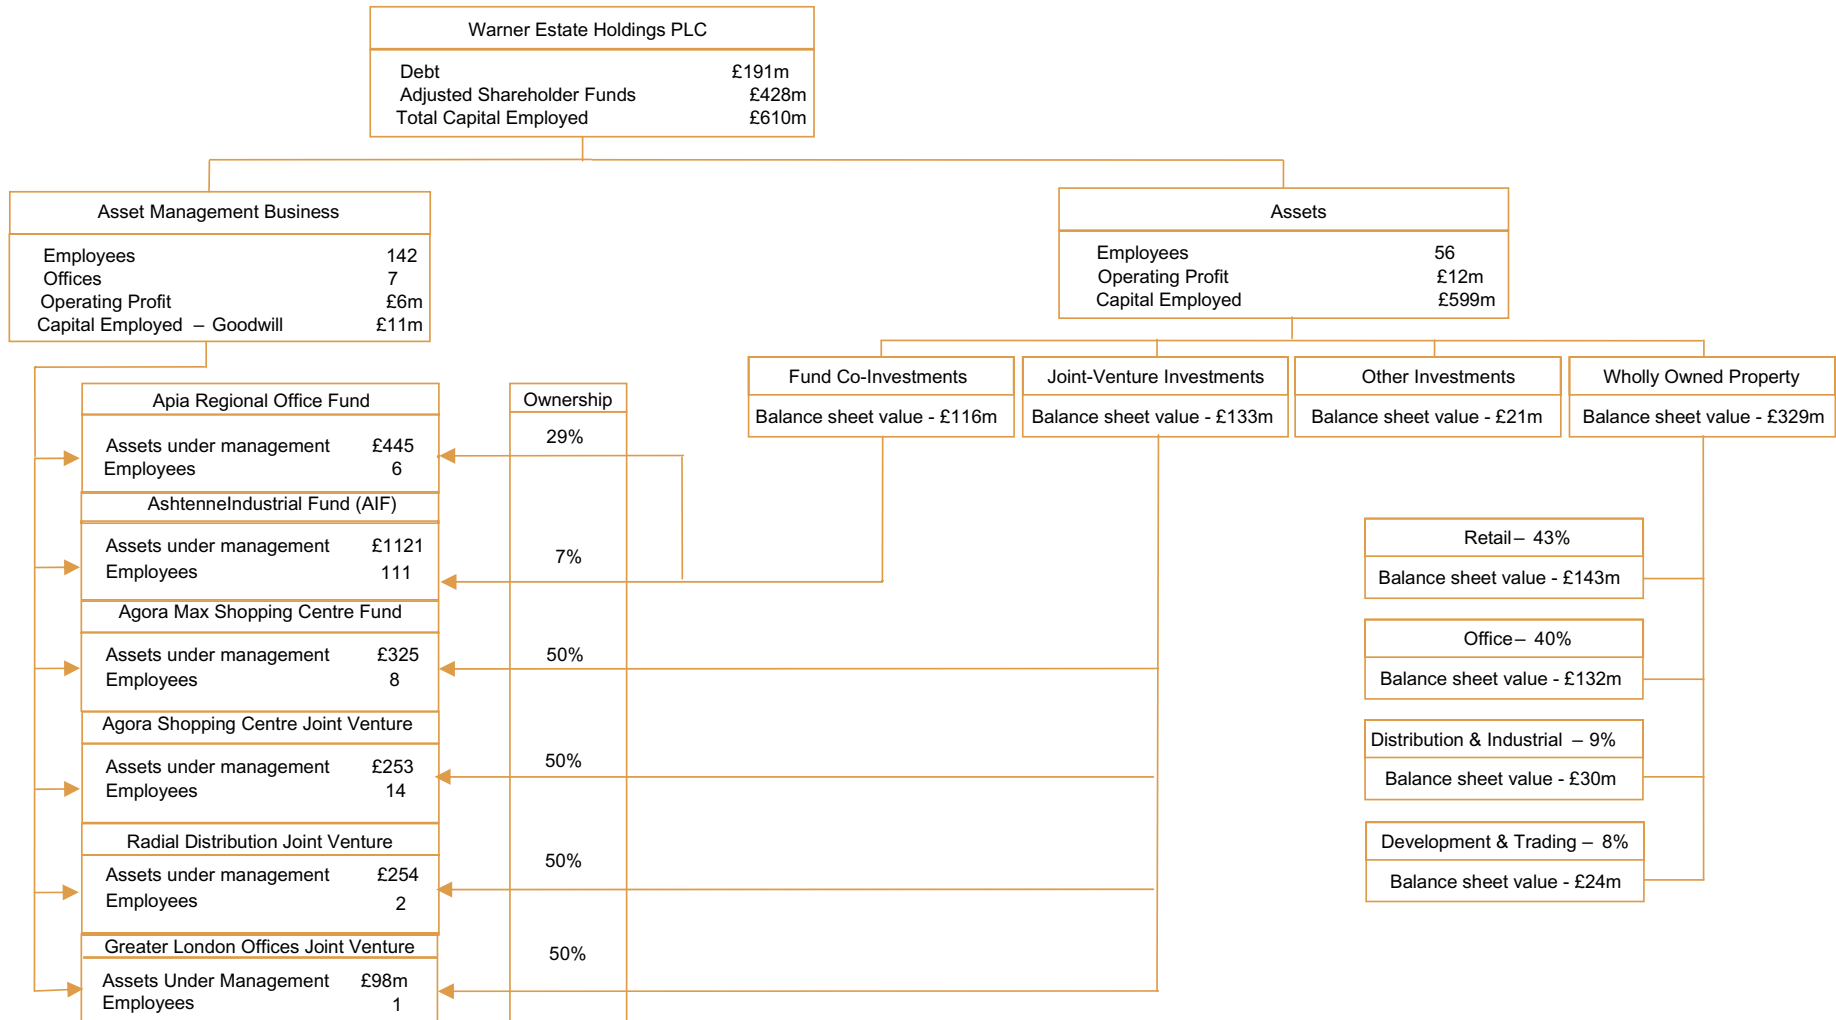 Warner Estate Holdings PLC
Debt £191m
Adjusted Shareholder Funds £428m
Total Capital Employed £610m
Asset Management Business
Employees 142
Offices 7
Operating Profit £6m
Capital Employed – Goodwill £11m
Assets
Employees 56
Operating Profit £12m
Capital Employed £599m
Fund Co-Investments
Balance sheet value - £116m
Joint-Venture Investments
Balance sheet value - £133m
Other Investments
Balance sheet value - £21m
Wholly Owned Property
Balance sheet value - £329m
Apia Regional Office Fund
Assets under management £445
Employees 6
AshtenneIndustrial Fund (AIF)
Assets under management £1121
Employees 111
Agora Max Shopping Centre Fund
Assets under management £325
Employees 8
Agora Shopping Centre Joint Venture
Assets under management £253
Employees 14
Radial Distribution Joint Venture
Assets under management £254
Employees 2
Greater London Offices Joint Venture
Assets Under Management £98m
Employees 1
Ownership
29%
7%
50%
50%
50%
50%
Retail – 43%
Balance sheet value - £143m
Office – 40%
Balance sheet value - £132m
Distribution & Industrial – 9%
Balance sheet value - £30m
Development & Trading – 8%
Balance sheet value - £24m